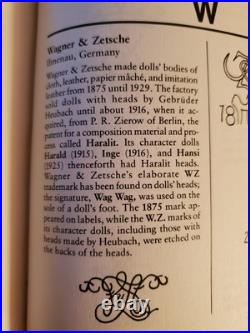 W
Wagner & Zetsche
Ilmenau, Germany
Wagner & Zetsche made dolls' bodies of
cloth, leather, papier mâché, and imitation
leather from 1875 until 1929. The factory
sold dolls with heads by Gebrüder
Heubach until about 1916, when it ac-
quired, from P. R. Zierow of Berlin, the
patent for a composition material and pro-
cess called Haralit. Its character dolls
Harald (1915), Inge (1916), and Hansi
(1925) thenceforth had Haralit heads.
Wagner & Zetsche's elaborate WZ
trademark has been found on dolls' heads;
the signature, Wag Wag, was used on the
sole of a doll's foot. The 1875 mark ap-
peared on labels, while the W.Z. marks of
its character dolls, including those with
heads made by Heubach, were etched on
the backs of the heads.
18